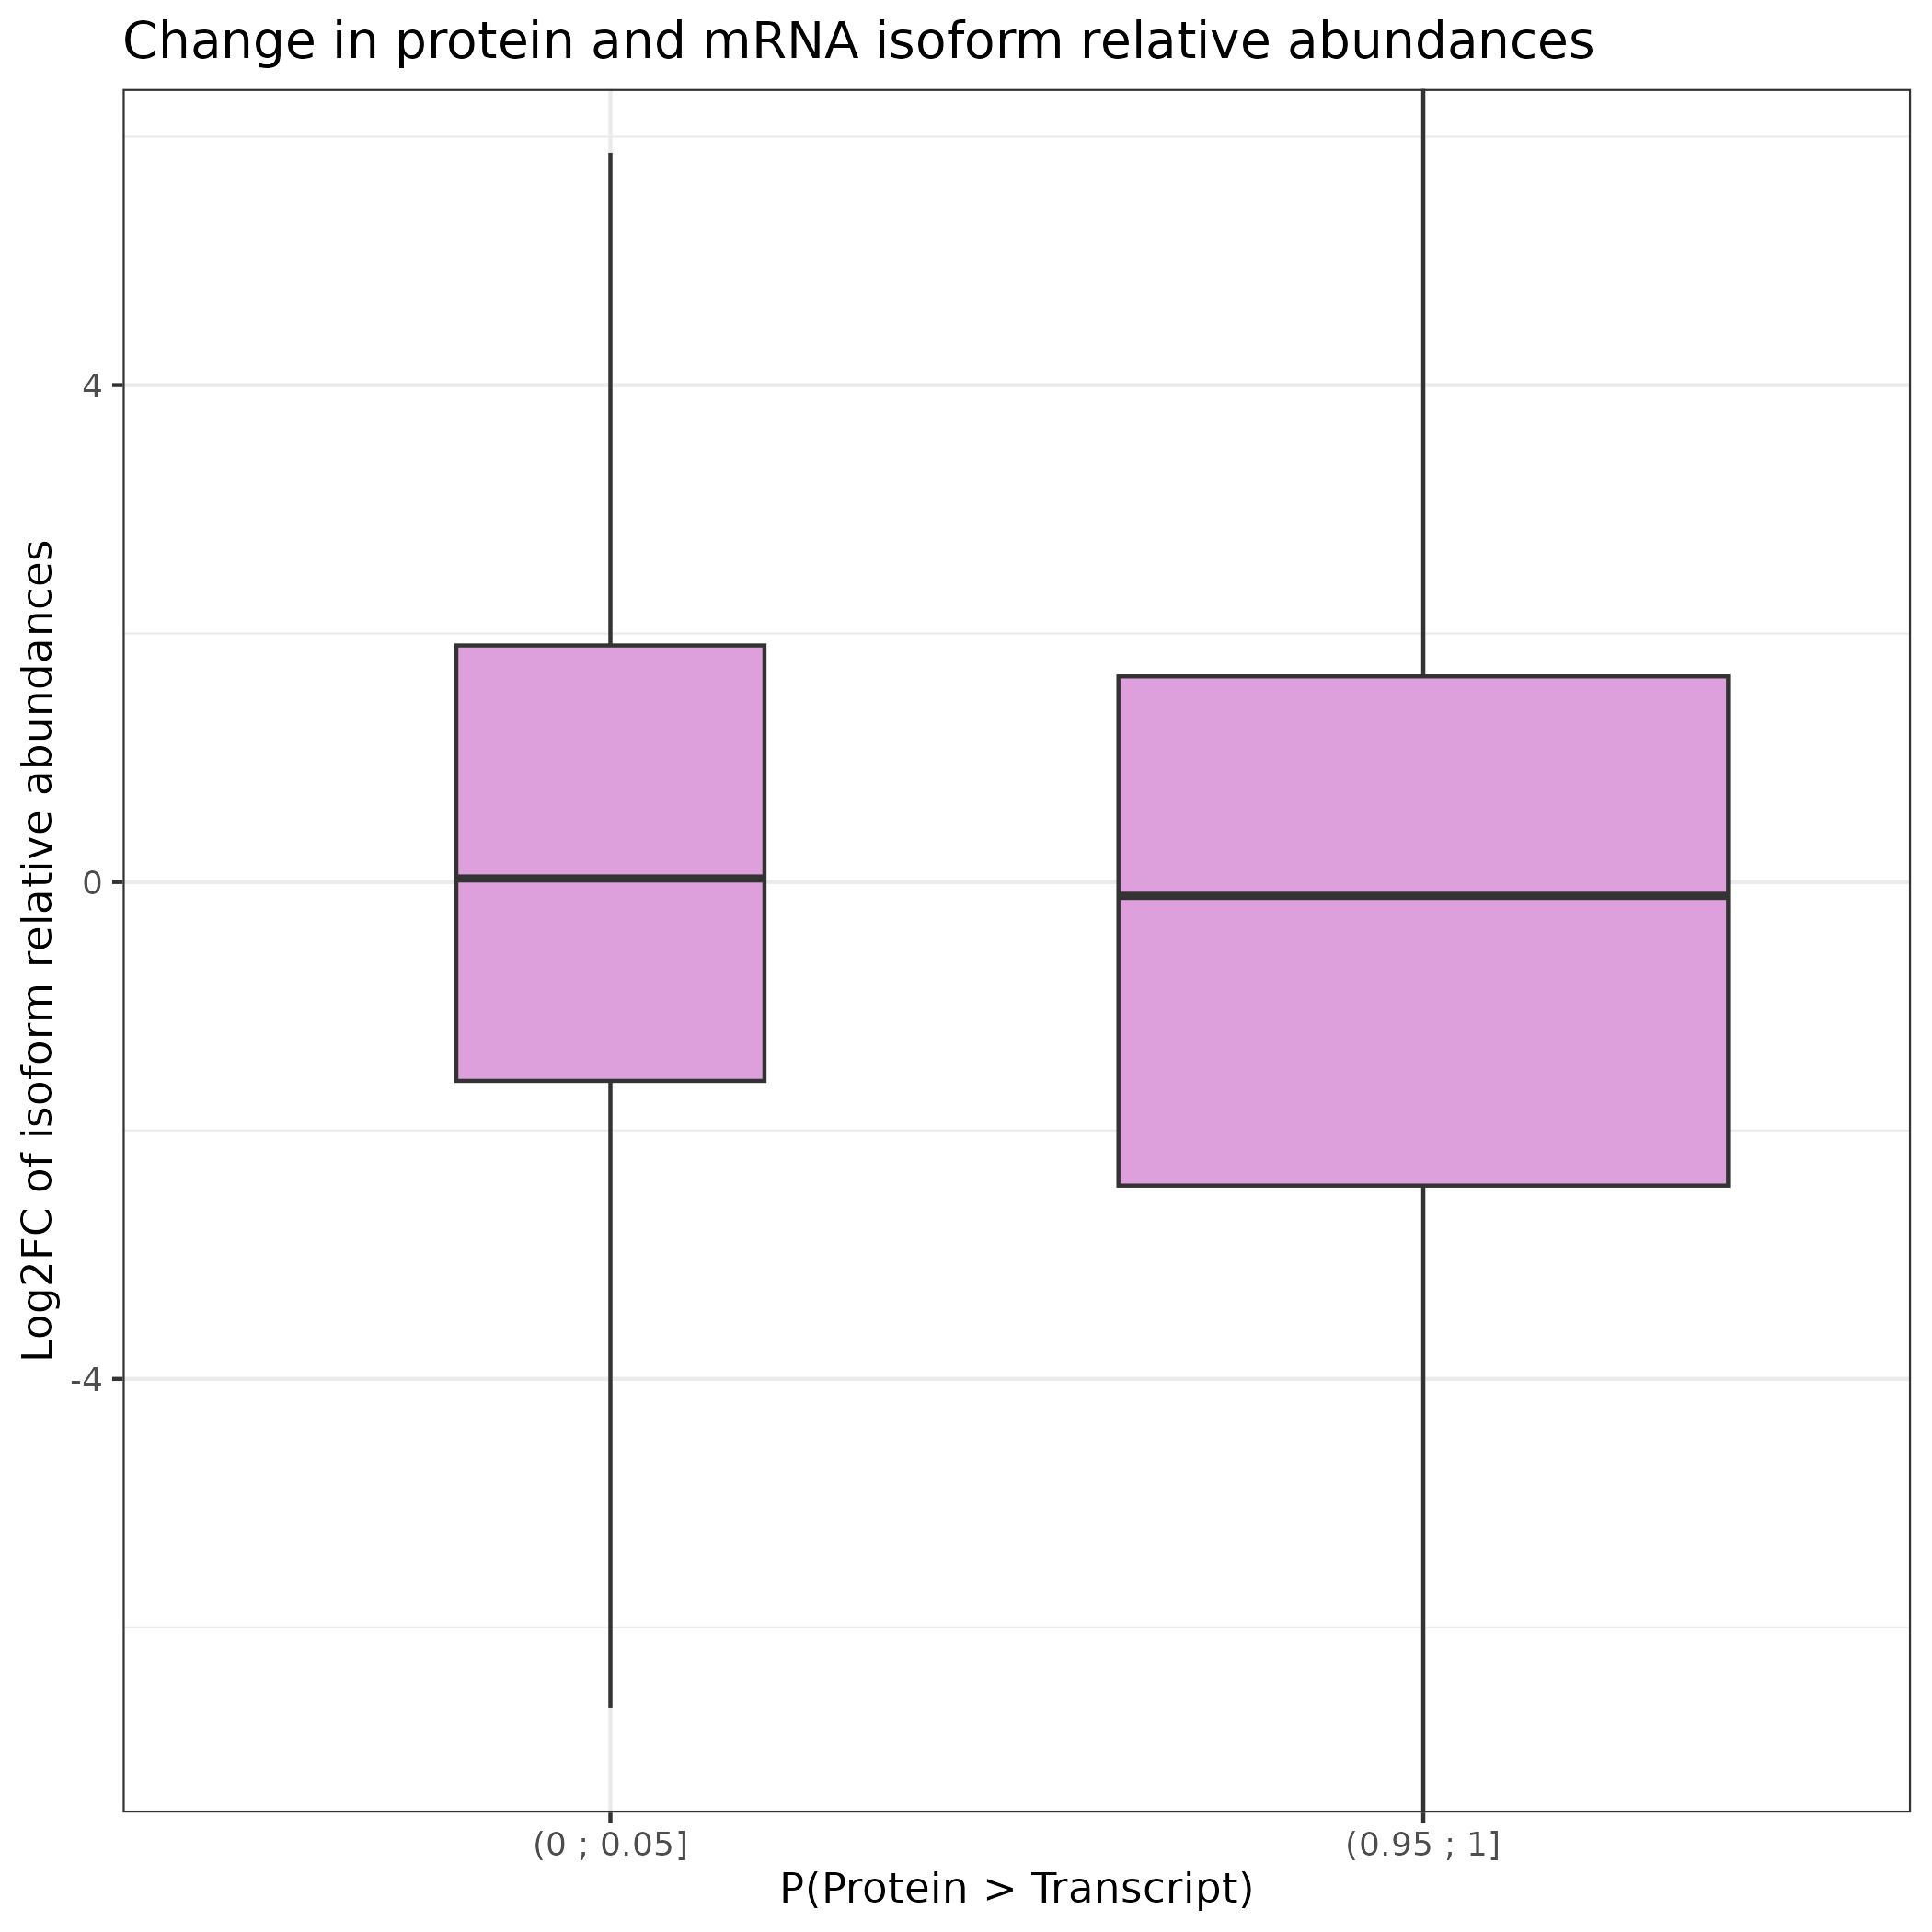 Change in protein and mRNA isoform relative abundances
Log2FC of isoform relative abundances
4
0
-4
(0 ; 0.05]
(0.95 ; 1]
P(Protein > Transcript)